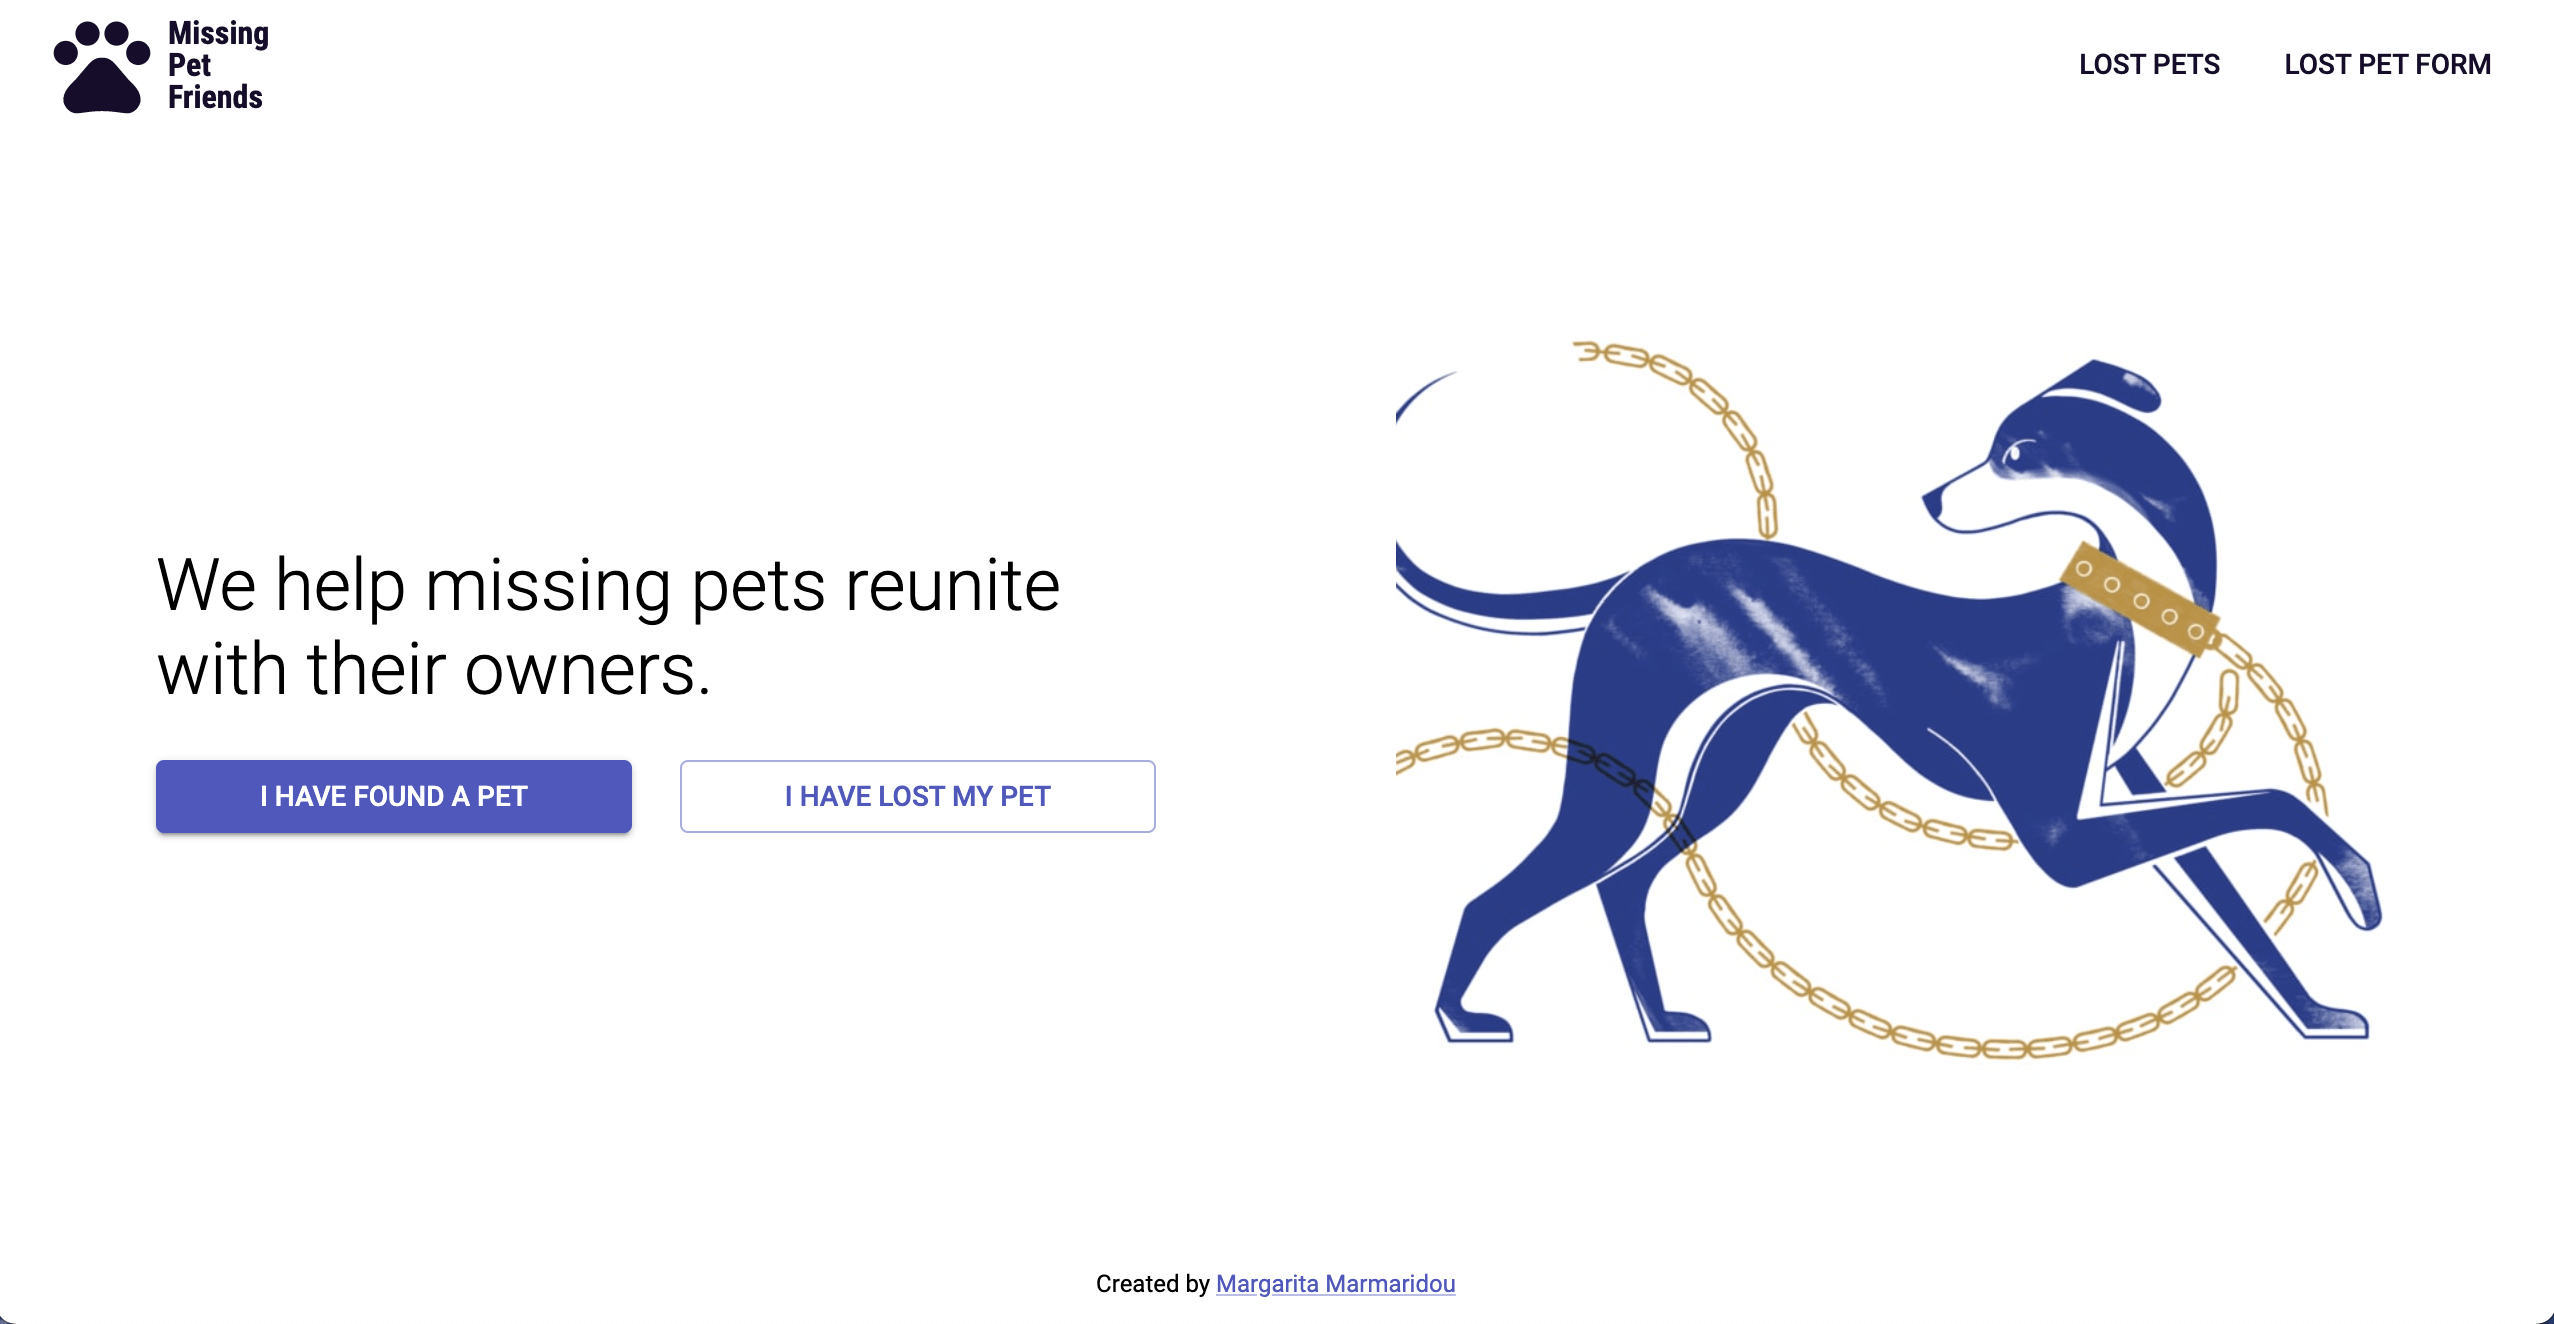 Missing
Pet
Friends
LOST PETS
LOST PET FORM
We help missing pets reunite
with their owners.
I HAVE FOUND A PET
I HAVE LOST MY PET
Created by Margarita Marmaridou